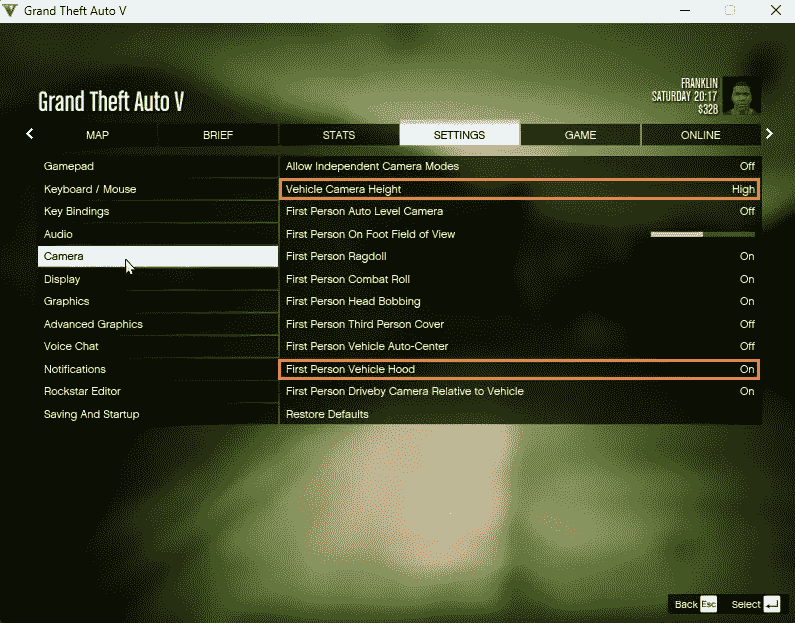 Grand Theft Auto V
Grand Theft Auto V
FRANKLIN
SATURDAY 20:17
$328
MAP BRIEF STATS SETTINGS GAME ONLINE
Gamepad
Keyboard / Mouse
Key Bindings
Audio
Camera
Display
Graphics
Advanced Graphics
Voice Chat
Notifications
Rockstar Editor
Saving And Startup
Allow Independent Camera Modes Off
Vehicle Camera Height High
First Person Auto Level Camera Off
First Person On Foot Field of View
First Person Ragdoll On
First Person Combat Roll On
First Person Head Bobbing On
First Person Third Person Cover Off
First Person Vehicle Auto-Center Off
First Person Vehicle Hood On
First Person Driveby Camera Relative to Vehicle On
Restore Defaults
Back Esc Select